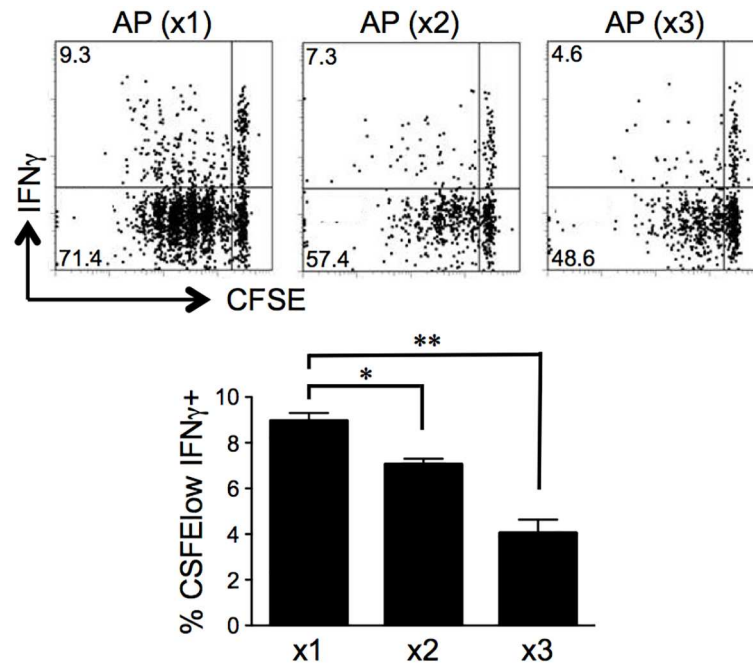 AP (x1) AP (x2) AP (x3)
9.3 7.3 4.6
IFNγ
71.4 57.4 48.6
CFSE
**
*
% CSFElow IFNγ+
10
8
6
4
2
0
x1 x2 x3